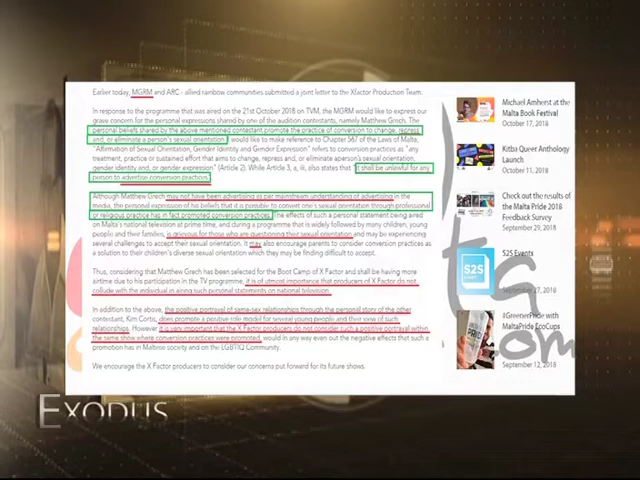 Earlier today, MGRM and ARC - allied rainbow communities submitted a joint letter to the Xfactor Production Team:
In response to the programme that was aired on the 21st October 2018 on TVM, the MGRM would like to express our
grave concern for the personal expressions shared by one of the audition contestants, namely Matthew Grech. The
personal beliefs shared by the above mentioned contestant promote the practice of conversion to change, repress
and, or eliminate a person's sexual orientation. I would like to make reference to Chapter 567 of the Laws of Malta,
"Affirmation of Sexual Orientation, Gender Identity and, Gender Expression" refers to conversion practices as "any
treatment, practice or sustained effort that aims to change, repress and, or eliminate aperson's sexual orientation,
gender identity and, or gender expression" (Article 2). While Article 3, a, iii, also states that "it shall be unlawful for any
person to advertise conversion practices.
Although Matthew Grech may not have been advertising as per mainstream understanding of advertising in the
media, the personal expression of his beliefs that it is a possible to convert one's sexual orientation through professional
or religious practice has in fact promoted conversion practices. The effects of such a personal statement being aired
on Malta's national television at prime time, and during a programme that is widely followed by many children, young
people and their families, is grievous for those who are questioning their sexual orientation and may be experiencing
several challenges to accept their sexual orientation. It may also encourage parents to consider conversion practices as
a solution to their children's diverse sexual orientation which they may be finding difficult to accept.
Thus, considering that Matthew Grech has been selected for the Boot Camp of X Factor and shall be having more
airtime due to his participation in the TV programme, it is of utmost importance that producers of X Factor do not
collude with the individual in airing such personal statements on national television.
In addition to the above, the positive portrayal of same-sex relationships through the personal story of the other
contestant, Kim Cortis, does promote a positive role model for several young people and their view of such
relationships. However it is very important that the X Factor producers do not consider such a positive portrayal within
the same show where conversion practices were promoted, would in any way even out the negative effects that such a
promotion has in Maltese society and on the LGBTIQ Community.
We encourage the X Factor producers to consider our concerns put forward for its future shows.
Michael Amherst at the
Malta Book Festival
October 17, 2018
Kitba Queer Anthology
Launch
October 11, 2018
Check out the results of
the Malta Pride 2018
Feedback Survey
September 29, 2018
S2S Events
S2S
September 27, 2018
#GreenerPride with
MaltaPride EcoCups
September 12, 2018
ts
.com
EXODUS